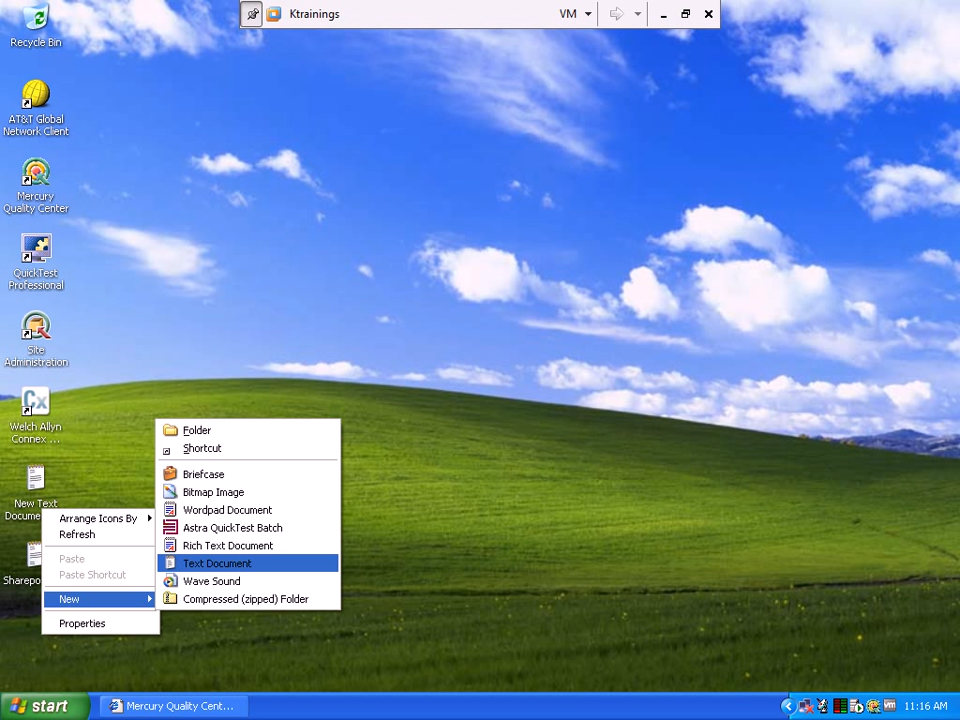 Ktrainings
VM
Recycle Bin
AT&T Global
Network Client
Mercury
Quality Center
QuickTest
Professional
Site
Administration
Welch Allyn
Connex ...
New Text
Docume
Sharepo
Arrange Icons By
Refresh
Paste
Paste Shortcut
New
Properties
Folder
Shortcut
Briefcase
Bitmap Image
Wordpad Document
Astra QuickTest Batch
Rich Text Document
Text Document
Wave Sound
Compressed (zipped) Folder
start
Mercury Quality Cent...
11:16 AM